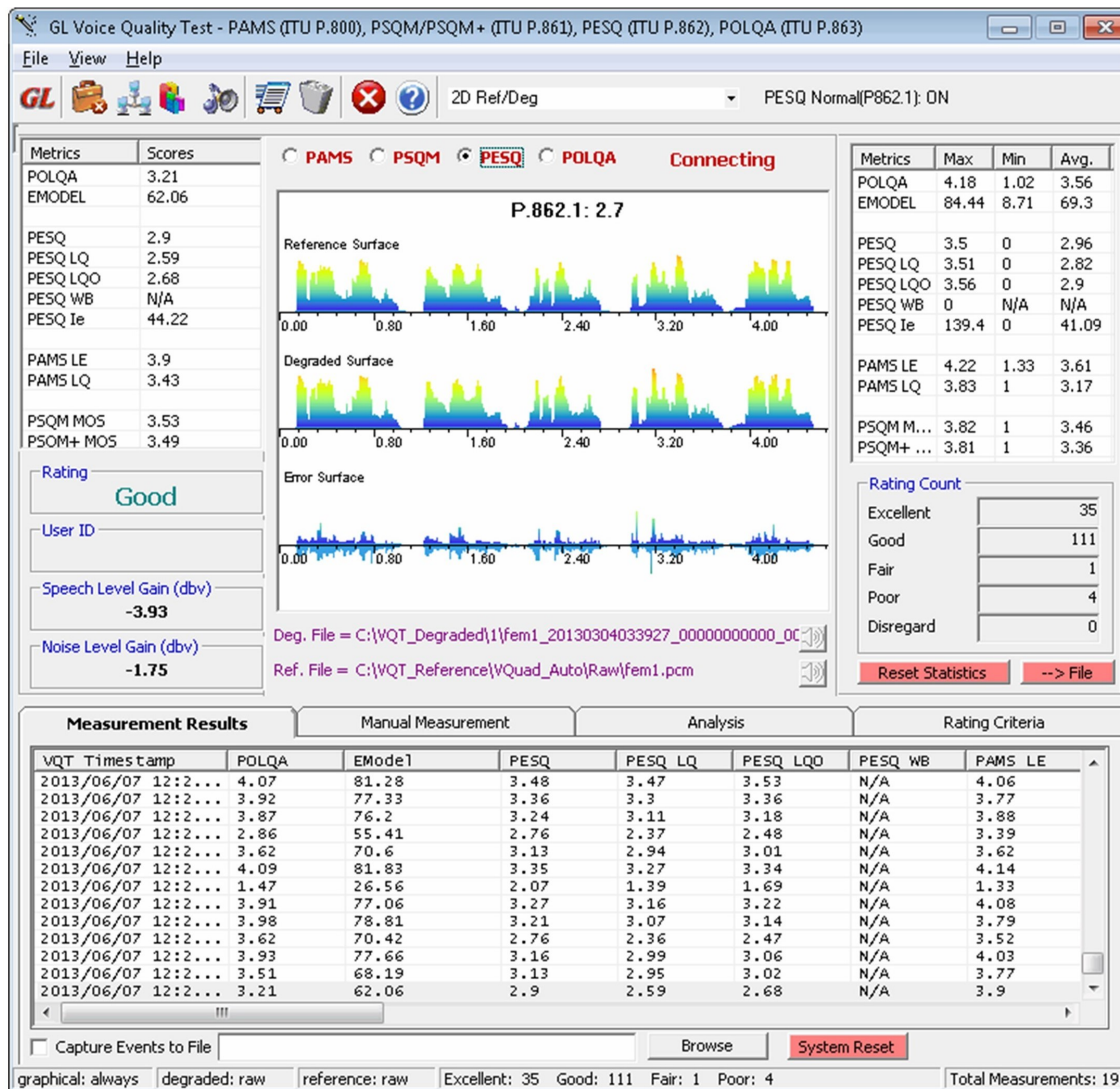 GL Voice Quality Test - PAMS (ITU P.800), PSQM/PSQM+ (ITU P.861), PESQ (ITU P.862), POLQA (ITU P.863)
File View Help
GL 2D Ref/Deg PESQ Normal(P862.1): ON
Metrics Scores
POLQA 3.21
EMODEL 62.06
PESQ 2.9
PESQ LQ 2.59
PESQ LQO 2.68
PESQ WB N/A
PESQ Ie 44.22
PAMS LE 3.9
PAMS LQ 3.43
PSQM MOS 3.53
PSQM+ MOS 3.49
Rating
Good
User ID
Speech Level Gain (dbv)
-3.93
Noise Level Gain (dbv)
-1.75
PAMS PSQM PESQ POLQA Connecting
P.862.1: 2.7
Reference Surface
0.00 0.80 1.60 2.40 3.20 4.00
Degraded Surface
0.00 0.80 1.60 2.40 3.20 4.00
Error Surface
0.00 0.80 1.60 2.40 3.20 4.00
Deg. File = C:\VQT_Degraded\1\fem1_20130304033927_00000000000_00
Ref. File = C:\VQT_Reference\VQuad_Auto\Raw\fem1.pcm
Metrics Max Min Avg.
POLQA 4.18 1.02 3.56
EMODEL 84.44 8.71 69.3
PESQ 3.5 0 2.96
PESQ LQ 3.51 0 2.82
PESQ LQO 3.56 0 2.9
PESQ WB 0 N/A N/A
PESQ Ie 139.4 0 41.09
PAMS LE 4.22 1.33 3.61
PAMS LQ 3.83 1 3.17
PSQM M... 3.82 1 3.46
PSQM+ ... 3.81 1 3.36
Rating Count
Excellent 35
Good 111
Fair 1
Poor 4
Disregard 0
Reset Statistics --> File
Measurement Results Manual Measurement Analysis Rating Criteria
VQT Timestamp POLQA EModel PESQ PESQ LQ PESQ LQO PESQ WB PAMS LE
2013/06/07 12:2... 4.07 81.28 3.48 3.47 3.53 N/A 4.06
2013/06/07 12:2... 3.92 77.33 3.36 3.3 3.36 N/A 3.77
2013/06/07 12:2... 3.87 76.2 3.24 3.11 3.18 N/A 3.88
2013/06/07 12:2... 2.86 55.41 2.76 2.37 2.48 N/A 3.39
2013/06/07 12:2... 3.62 70.6 3.13 2.94 3.01 N/A 3.62
2013/06/07 12:2... 4.09 81.83 3.35 3.27 3.34 N/A 4.14
2013/06/07 12:2... 1.47 26.56 2.07 1.39 1.69 N/A 1.33
2013/06/07 12:2... 3.91 77.06 3.27 3.16 3.22 N/A 4.08
2013/06/07 12:2... 3.98 78.81 3.21 3.07 3.14 N/A 3.79
2013/06/07 12:2... 3.62 70.42 2.76 2.36 2.47 N/A 3.52
2013/06/07 12:2... 3.93 77.66 3.16 2.99 3.06 N/A 4.03
2013/06/07 12:2... 3.51 68.19 3.13 2.95 3.02 N/A 3.77
2013/06/07 12:2... 3.21 62.06 2.9 2.59 2.68 N/A 3.9
Capture Events to File Browse System Reset
graphical: always degraded: raw reference: raw Excellent: 35 Good: 111 Fair: 1 Poor: 4 Total Measurements: 19